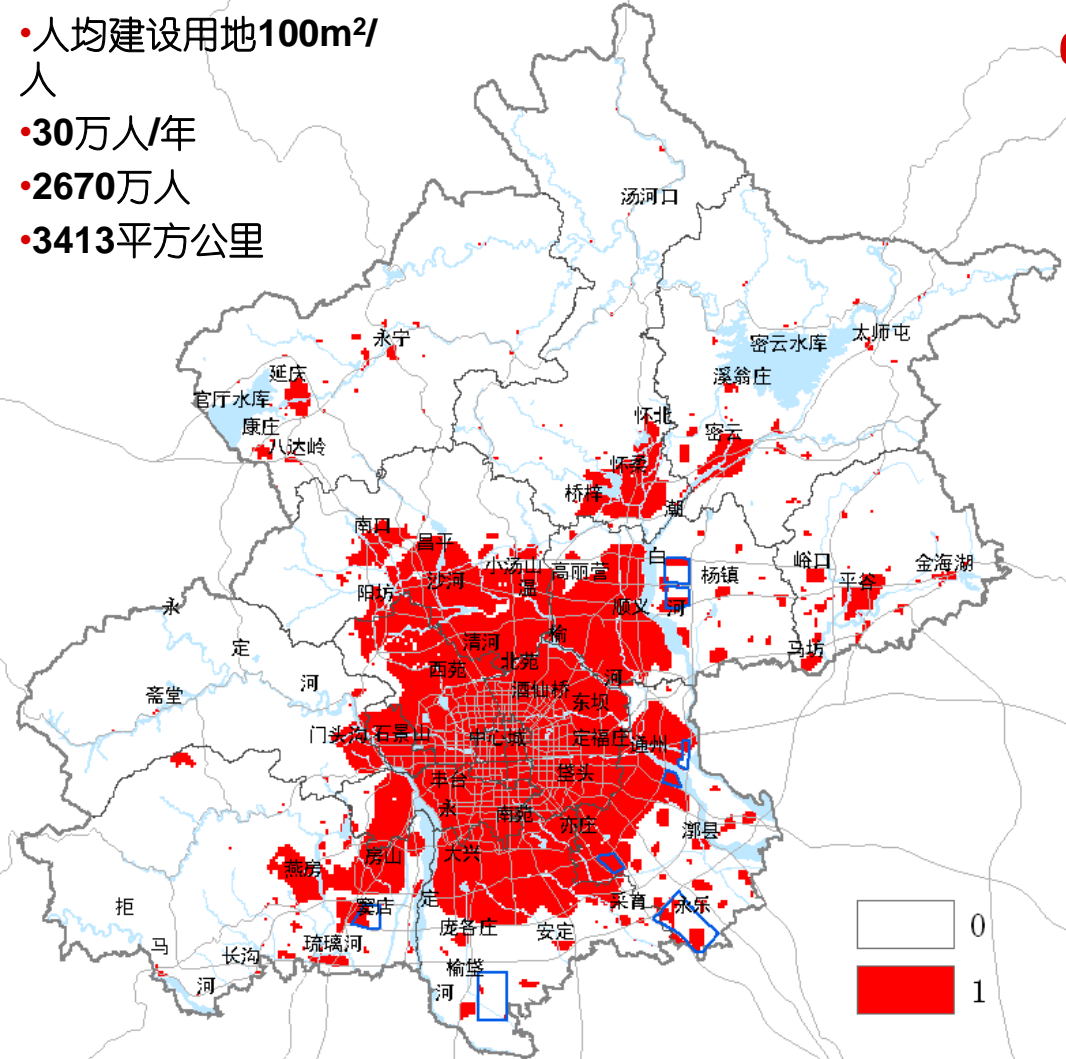 •人均建设用地100m²/
人
•30万人/年
•2670万人
•3413平方公里
汤河口
密云水库
太师屯
永宁
延庆
溪翁庄
官厅水库
康庄
八达岭
怀北
密云
怀柔
桥梓
潮
南口
昌平
白
小汤山
高丽营
峪口
金海湖
杨镇
平谷
沙河
温
阳坊
顺义
河
永
榆
清河
定
马坊
北苑
西苑
河
河
酒仙桥
斋堂
东坝
门头沟
石景山
中心城
定福庄
通州
垡头
丰台
永
南苑
亦庄
漷县
大兴
房山
燕房
定
采育
永乐
窦店
拒
庞各庄
安定
马
琉璃河
长沟
榆垡
河
河
0
1